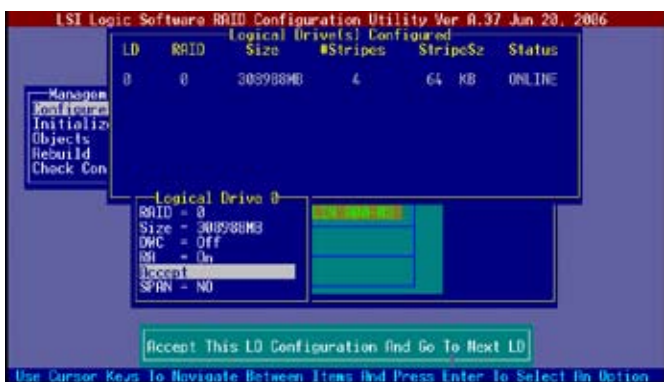 LSI Logic Software RAID Configuration Utility Ver A.37 Jun 20, 2006
Logical Drive(s) Configured
LD RAID Size #Stripes StripeSz Status
0 0 308988MB 4 64 KB ONLINE
Managem
Configure
Initializ
Objects
Rebuild
Check Con
Logical Drive 0
RAID = 0
Size = 308988MB
DWC = Off
RA = On
Accept
SPAN = NO
Accept This LD Configuration And Go To Next LD
Use Cursor Keys To Navigate Between Items And Press Enter To Select An Option